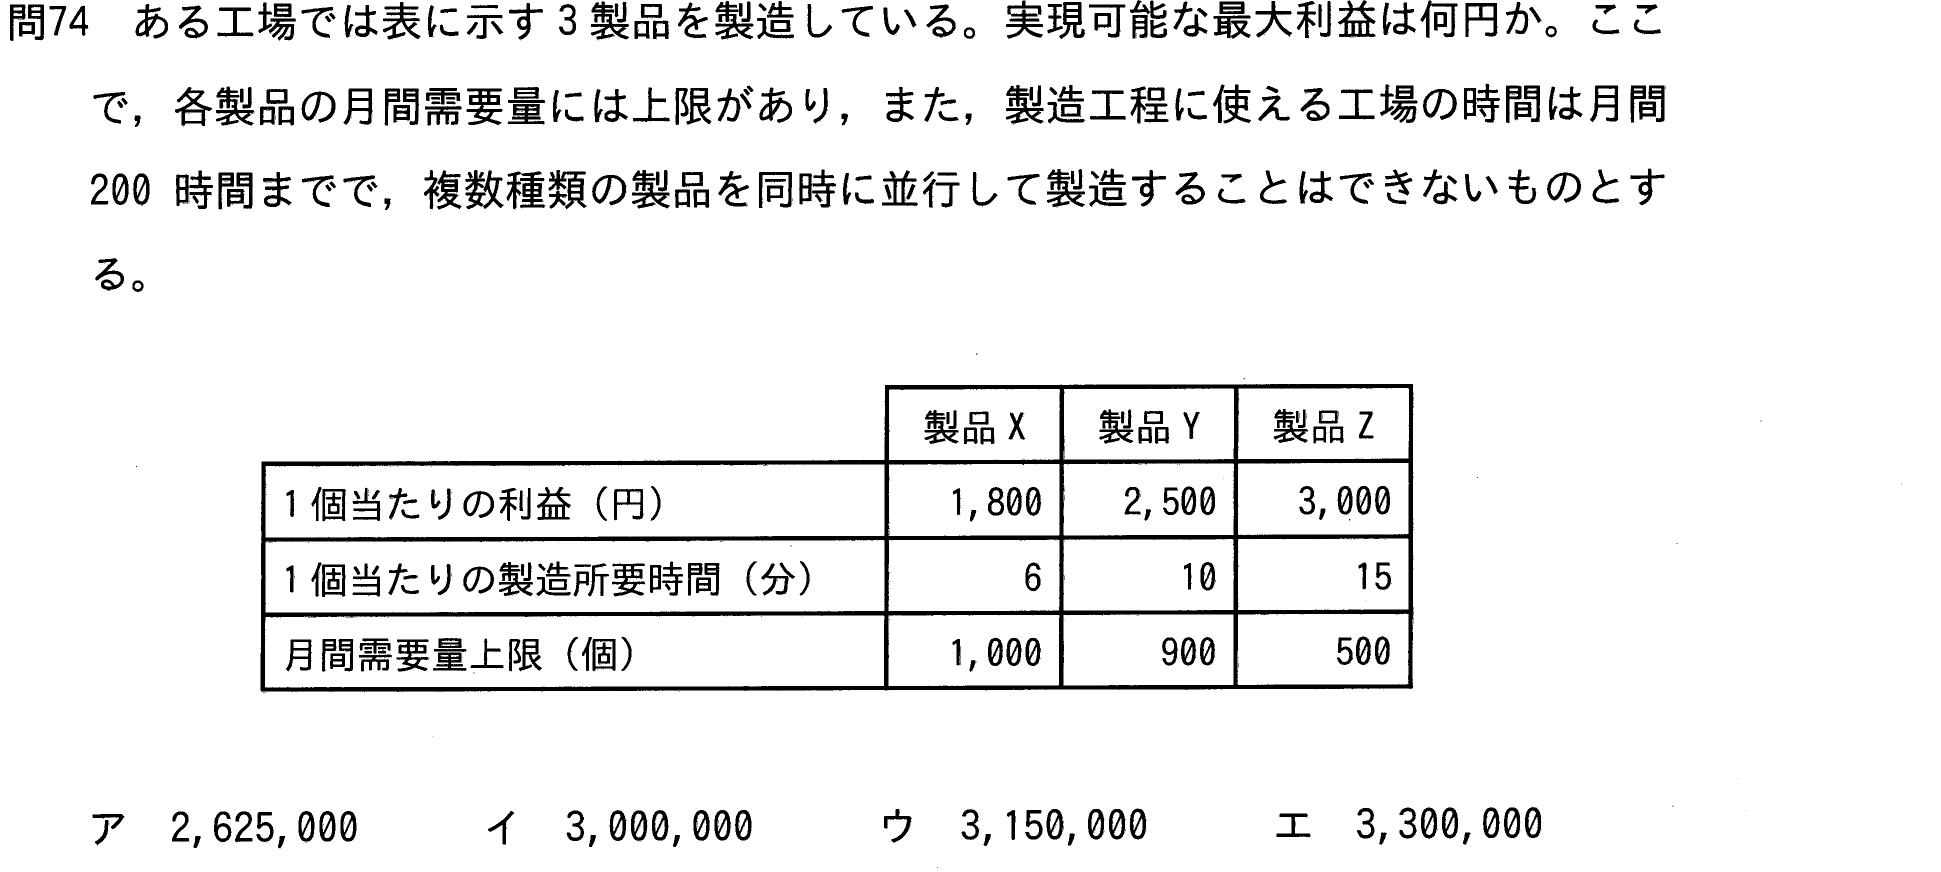 問74 ある工場では表に示す3製品を製造している。実現可能な最大利益は何円か。ここ
で，各製品の月間需要量には上限があり，また，製造工程に使える工場の時間は月間
200 時間までで，複数種類の製品を同時に並行して製造することはできないものとす
る。
製品X 製品Y 製品Z
1個当たりの利益（円） 1,800 2,500 3,000
1個当たりの製造所要時間（分） 6 10 15
月間需要量上限（個） 1,000 900 500
ア 2,625,000 イ 3,000,000 ウ 3,150,000 エ 3,300,000